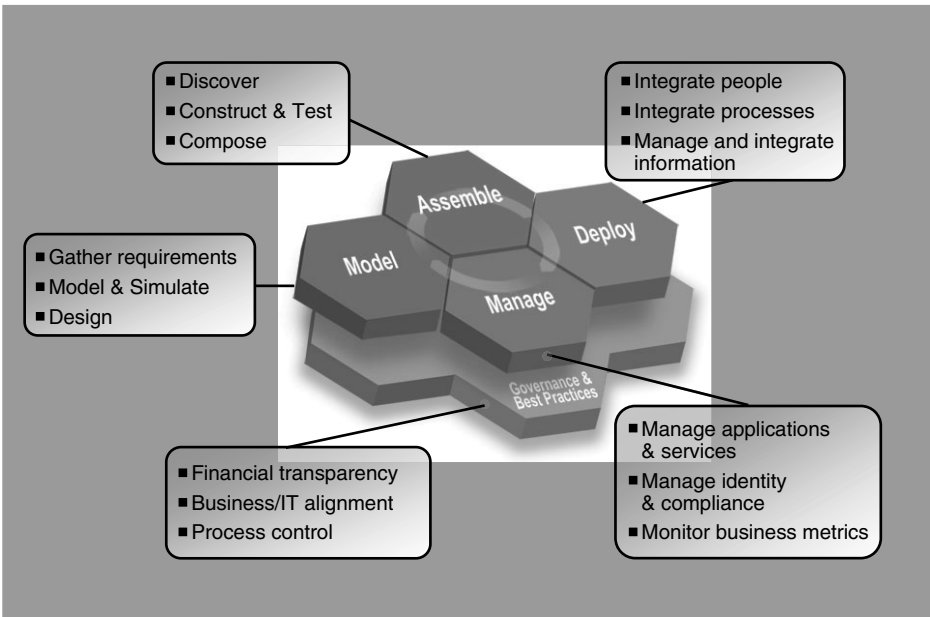 ■ Discover
■ Construct & Test
■ Compose
■ Integrate people
■ Integrate processes
■ Manage and integrate
information
Assemble
Deploy
Model
Manage
■ Gather requirements
■ Model & Simulate
■ Design
Governance &
Best Practices
■ Financial transparency
■ Business/IT alignment
■ Process control
■ Manage applications
& services
■ Manage identity
& compliance
■ Monitor business metrics